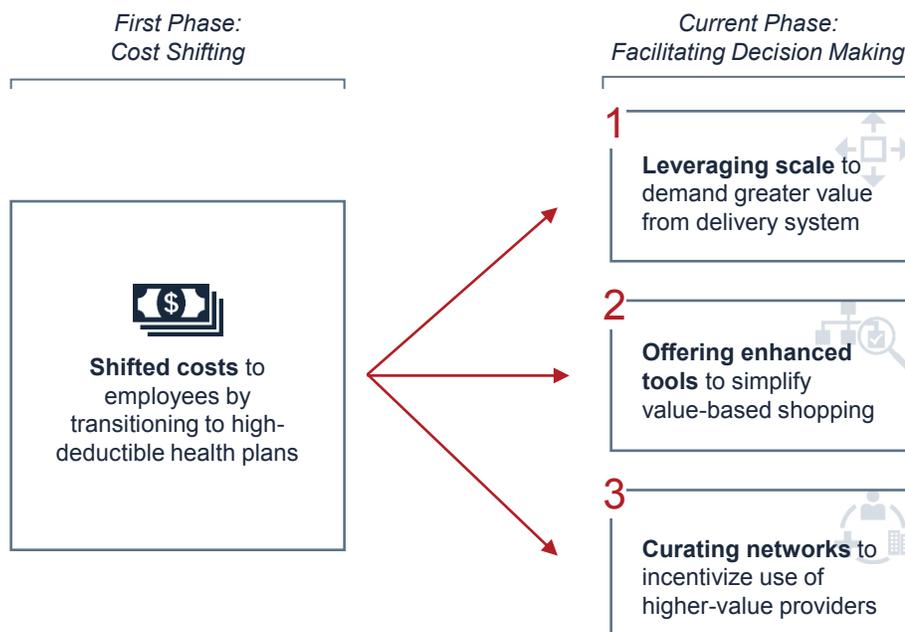 First Phase:
Cost Shifting
Current Phase:
Facilitating Decision Making
$
Shifted costs to
employees by
transitioning to high-
deductible health plans
1
Leveraging scale to
demand greater value
from delivery system
2
Offering enhanced
tools to simplify
value-based shopping
3
Curating networks to
incentivize use of
higher-value providers